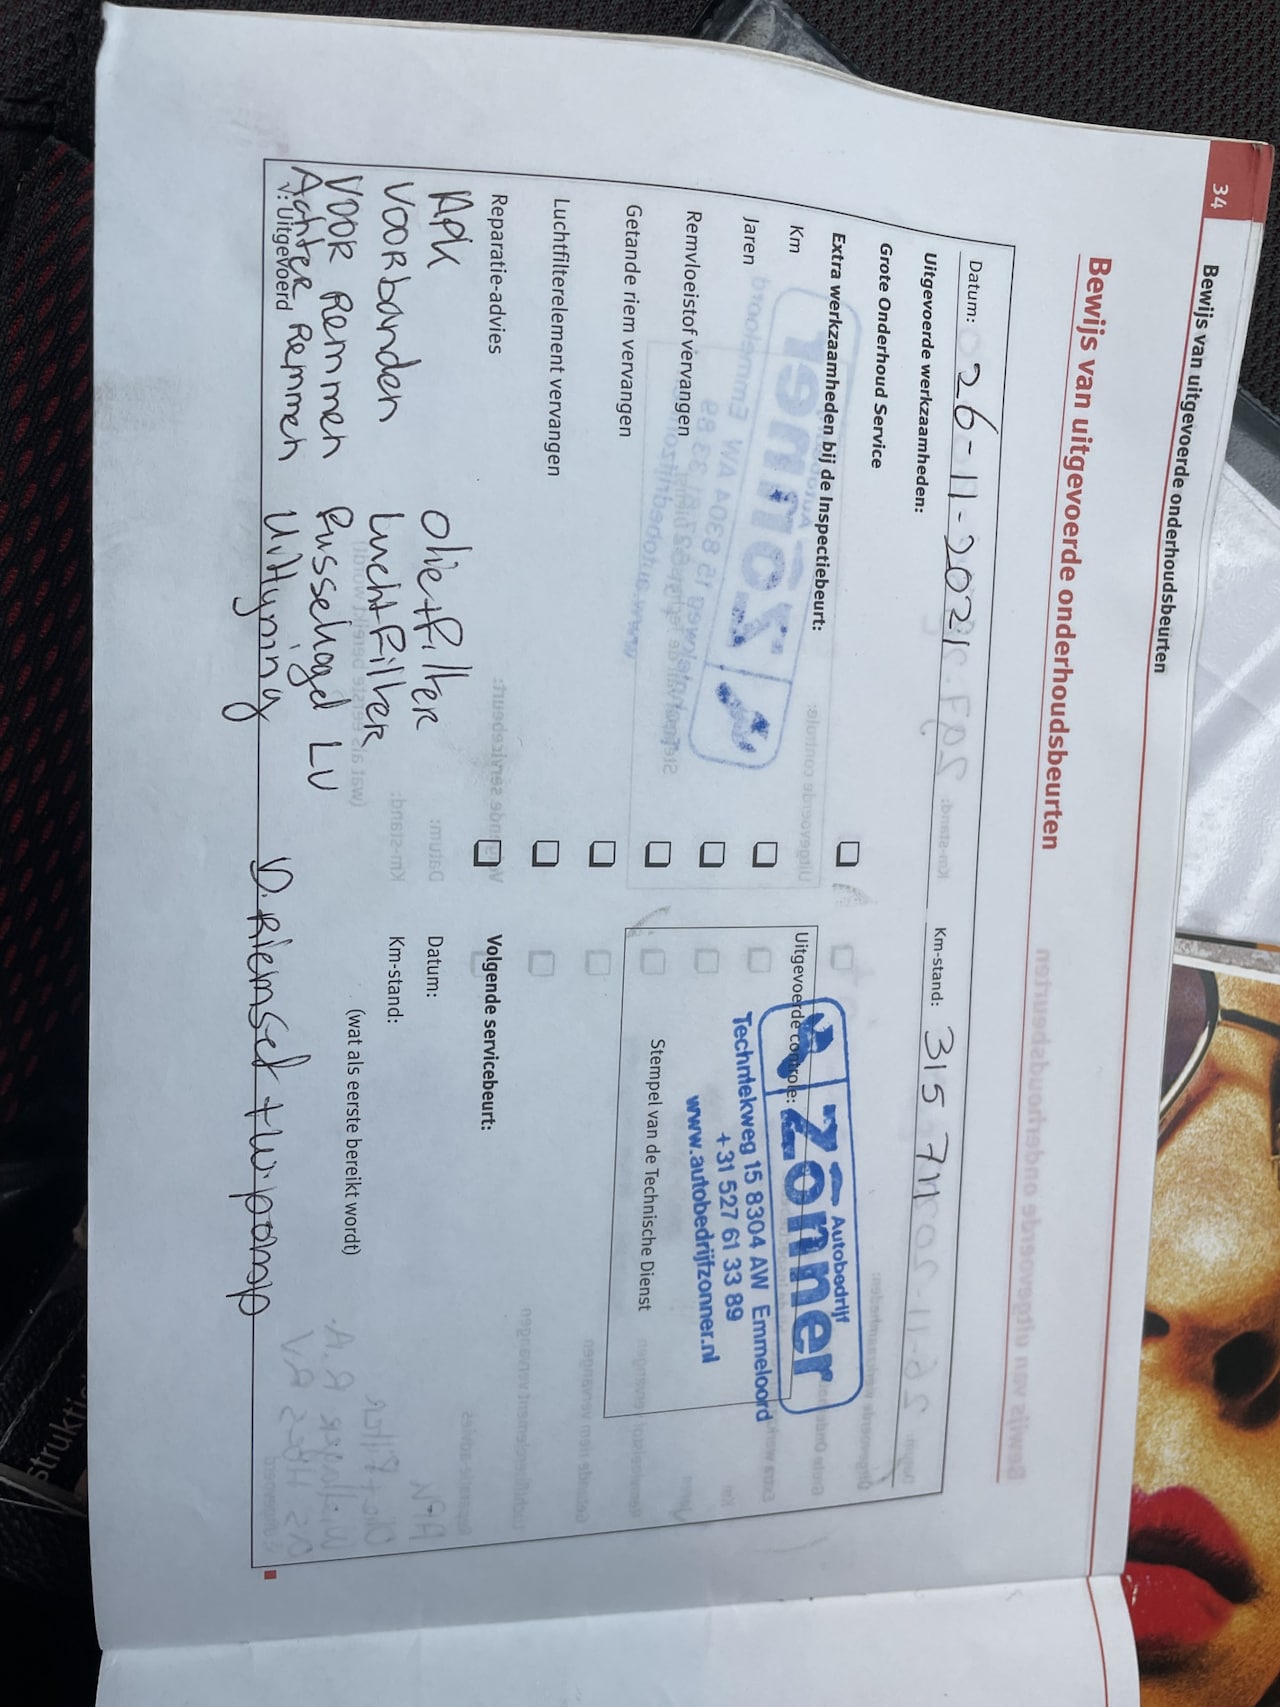 34 Bewijs van uitgevoerde onderhoudsbeurten
Bewijs van uitgevoerde onderhoudsbeurten
Datum: 26-11-2021 Km-stand: 315 711
Uitgevoerde werkzaamheden:
Grote Onderhoud Service
Extra werkzaamheden bij de Inspectiebeurt:
Km
Jaren
Remvloeistof vervangen
Getande riem vervangen
Luchtfilterelement vervangen
Reparatie-advies
Uitgevoerde controle:
Autobedrijf
Zonner
Techniekweg 15 8304 AW Emmeloord
+31 527 61 33 89
www.autobedrijfzonner.nl
Stempel van de Technische Dienst
Volgende servicebeurt:
Datum:
Km-stand:
(wat als eerste bereikt wordt)
APK Olie+Filter
Voorbanden Luchtfilter
Voor Remmen Fuseekogel LV
Achter Remmen Uitlijning D.Riemset + W.pomp
√: Uitgevoerd
strukti